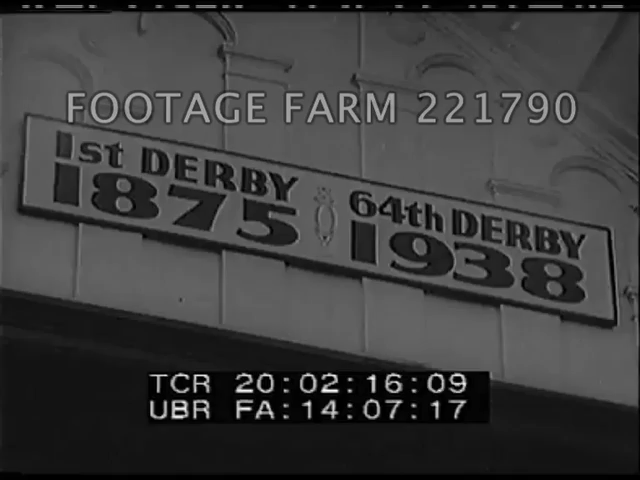 FOOTAGE FARM 221790
1st DERBY
1875
64th DERBY
1938
TCR 20:02:16:09
UBR FA:14:07:17